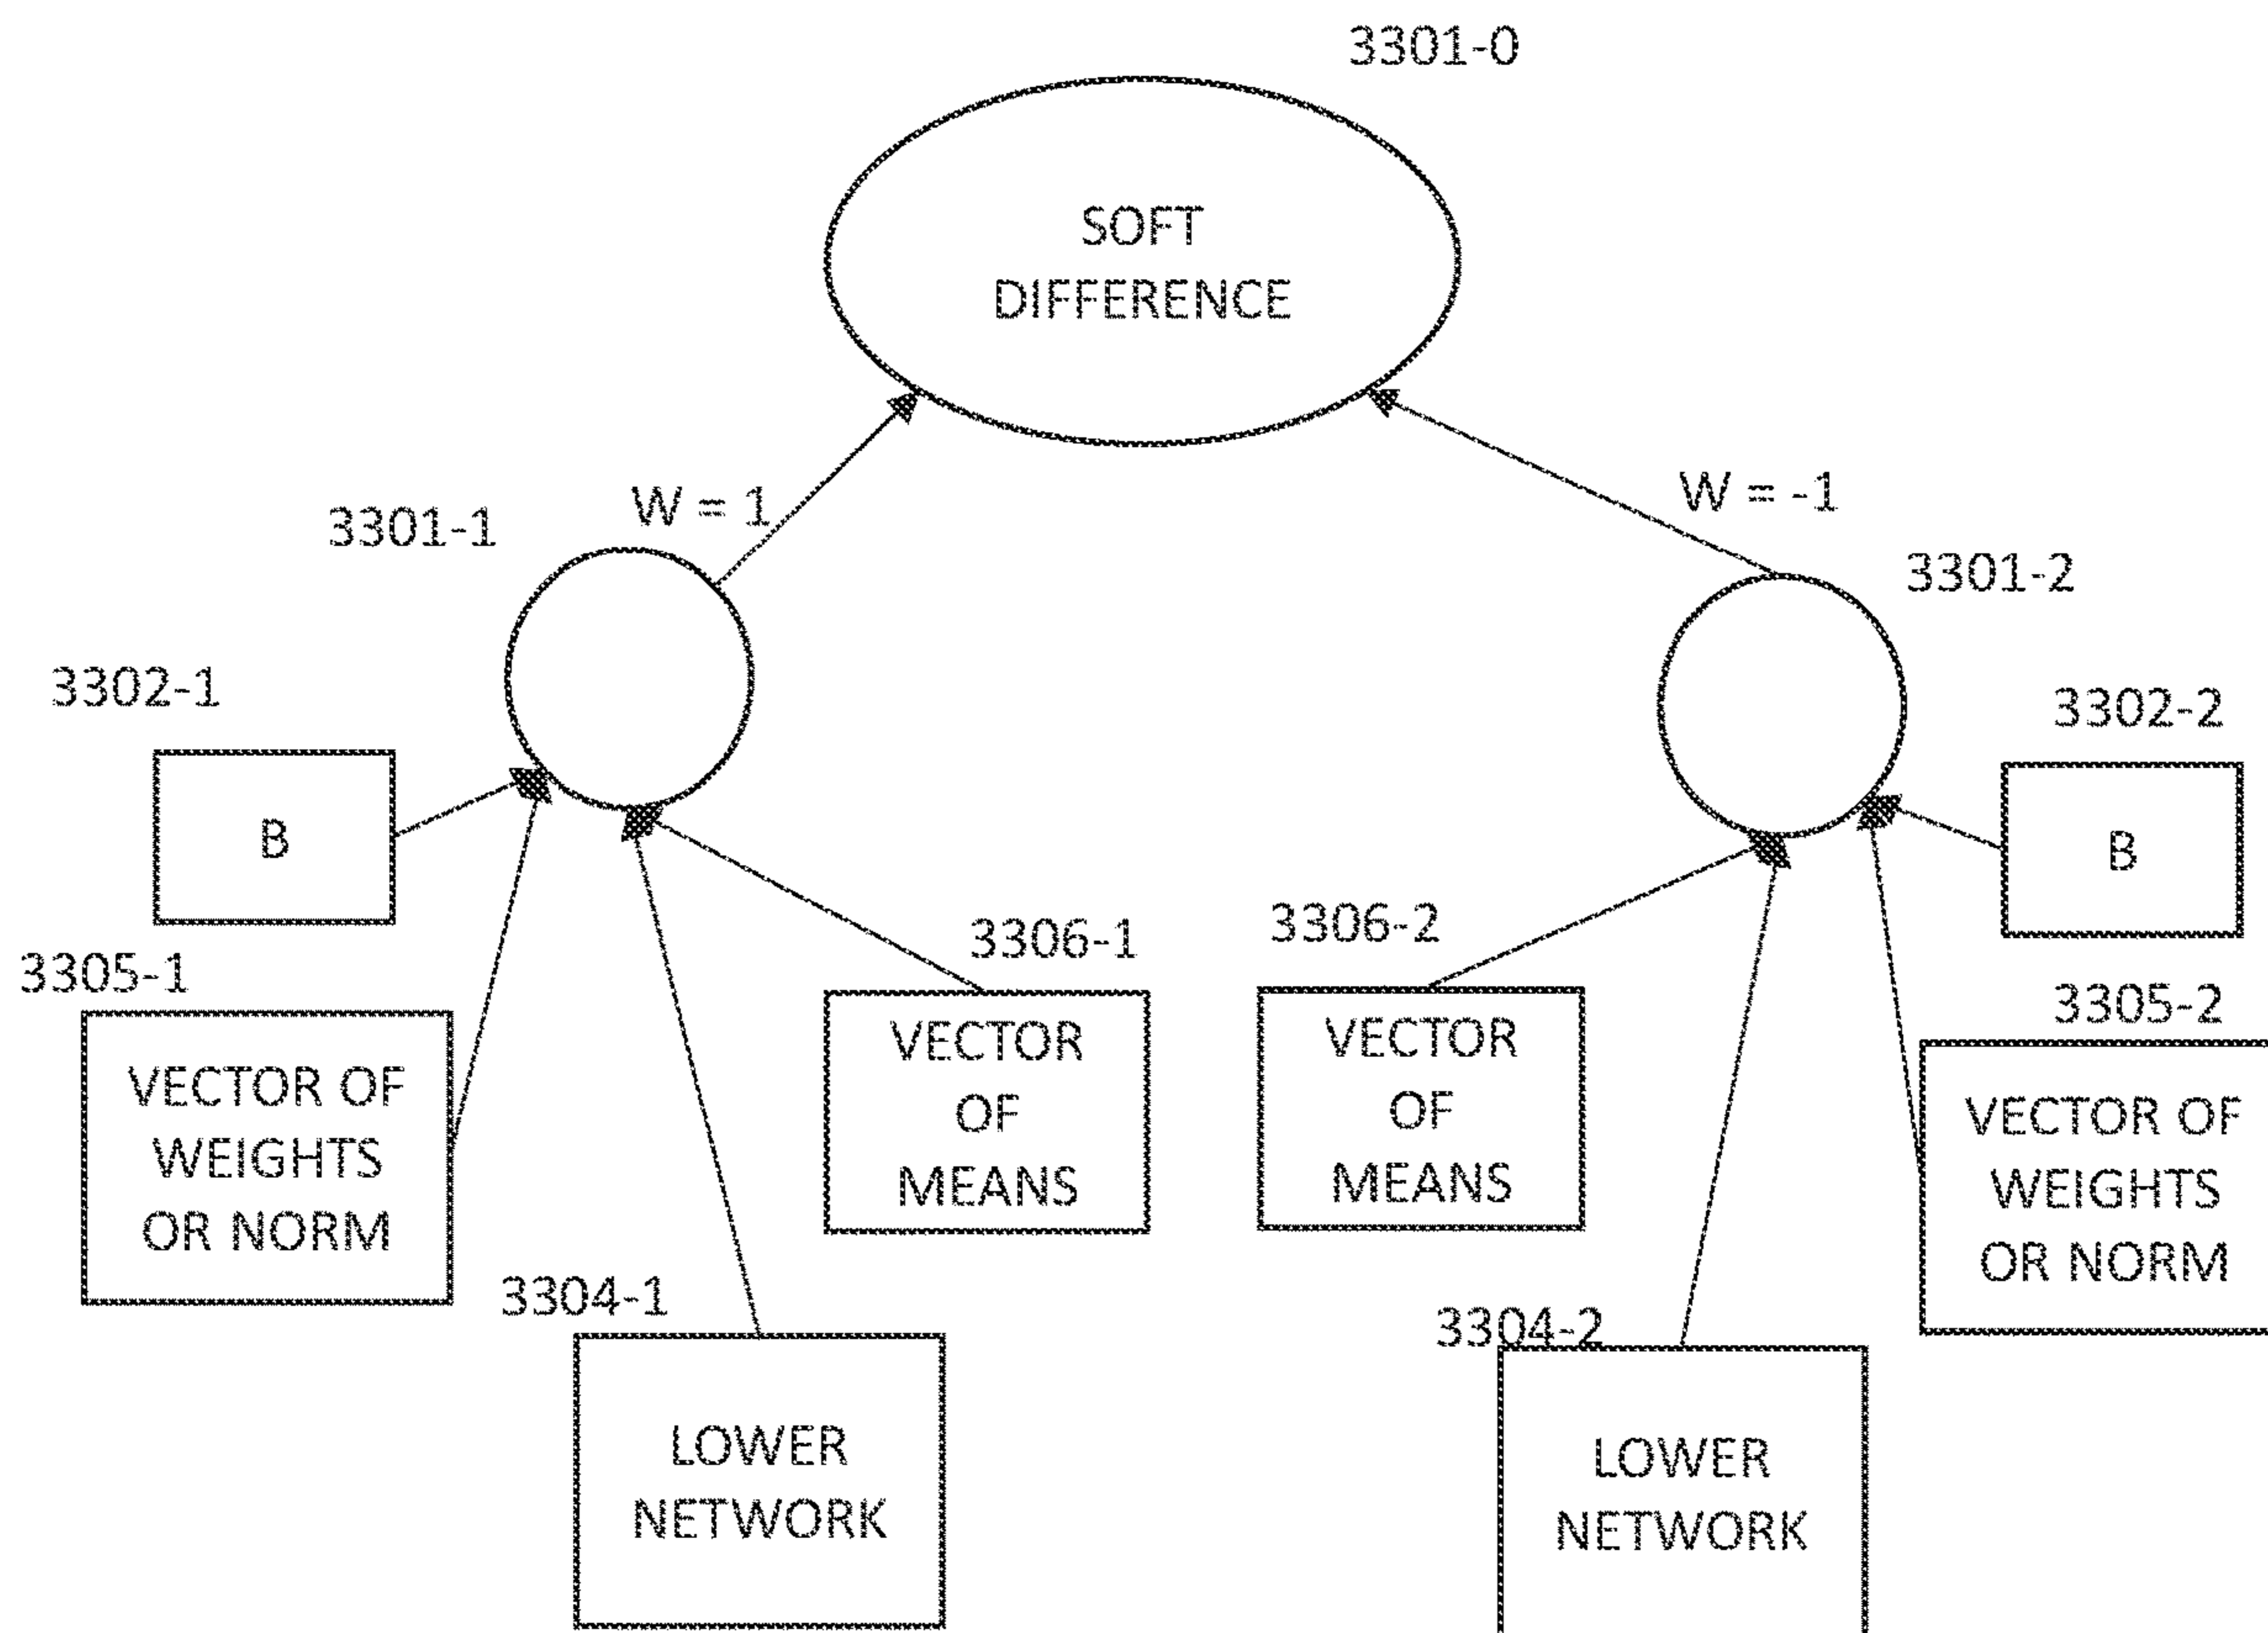 3301-0
SOFT
DIFFERENCE
W = 1
W = -1
3301-1
3301-2
3302-1
3302-2
B
B
3305-1
3306-1
3306-2
3305-2
VECTOR OF
WEIGHTS
OR NORM
VECTOR
OF
MEANS
VECTOR
OF
MEANS
VECTOR OF
WEIGHTS
OR NORM
3304-1
3304-2
LOWER
NETWORK
LOWER
NETWORK